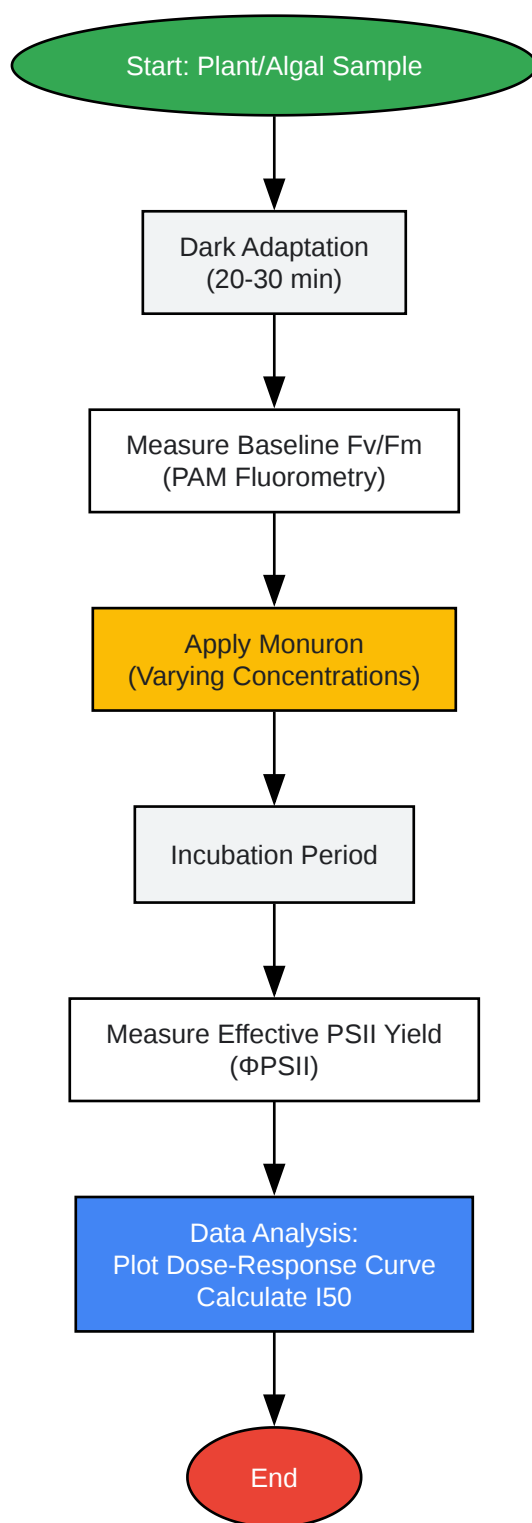 Start: Plant/Algal Sample
Dark Adaptation
(20-30 min)
Measure Baseline Fv/Fm
(PAM Fluorometry)
Apply Monuron
(Varying Concentrations)
Incubation Period
Measure Effective PSII Yield
(ΦPSII)
Data Analysis:
Plot Dose-Response Curve
Calculate I50
End